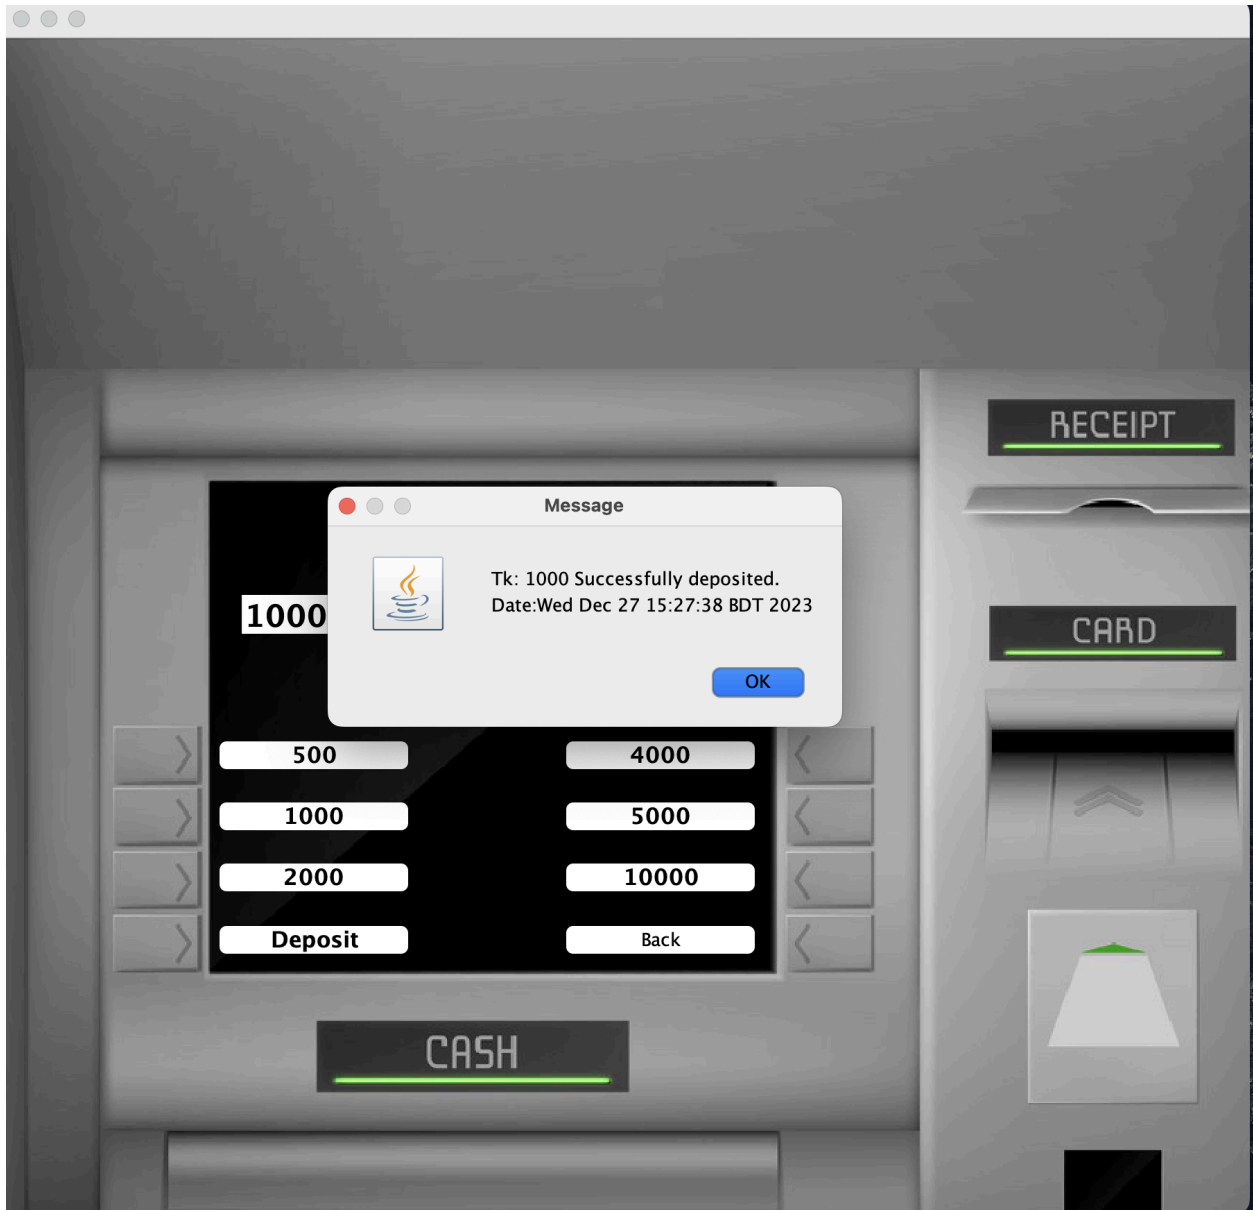 RECEIPT
Message
Tk: 1000 Successfully deposited.
Date:Wed Dec 27 15:27:38 BDT 2023
1000
OK
CARD
500
4000
1000
5000
2000
10000
Deposit
Back
CASH